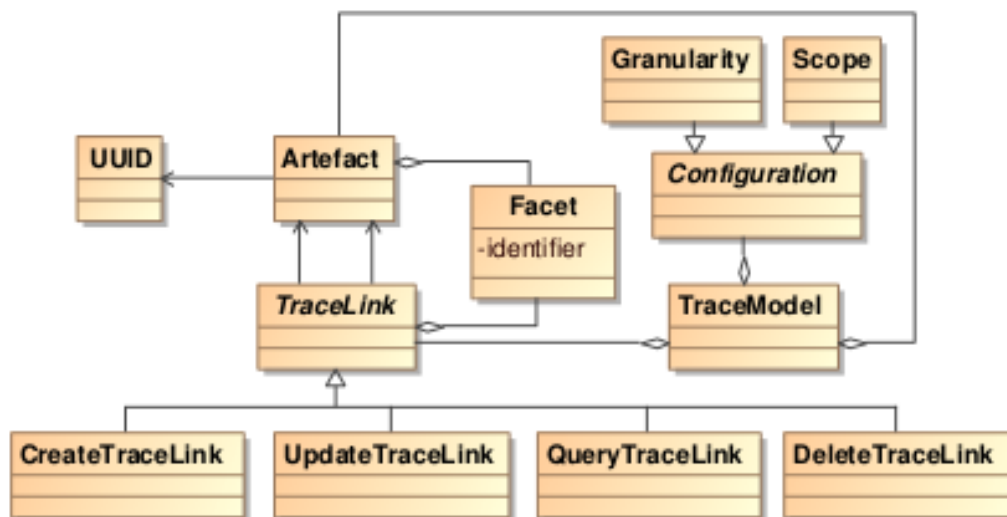 Granularity
Scope
UUID
Artefact
Configuration
Facet
-identifier
TraceLink
TraceModel
CreateTraceLink
UpdateTraceLink
QueryTraceLink
DeleteTraceLink